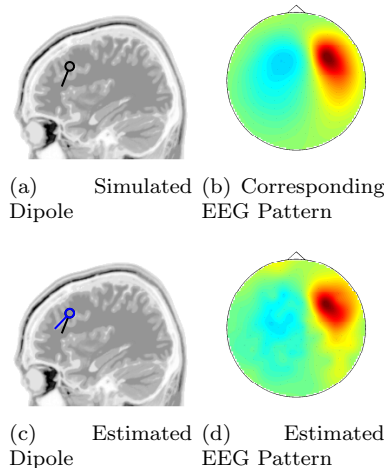 (a) Simulated
Dipole
(b) Corresponding
EEG Pattern
(c) Estimated
Dipole
(d) Estimated
EEG Pattern